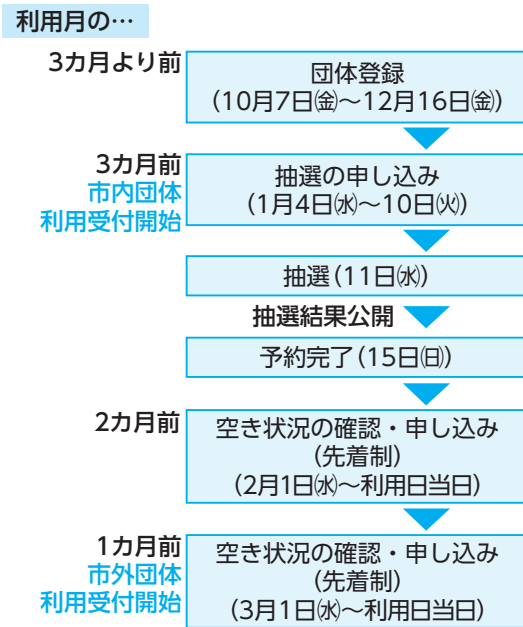 利用月の…
3カ月より前
団体登録
(10月7日㈮～12月16日㈮)
3カ月前
市内団体
利用受付開始
抽選の申し込み
(1月4日㈬～10日㈫)
抽選(11日㈬)
抽選結果公開
予約完了(15日㈰)
2カ月前
空き状況の確認・申し込み
(先着制)
(2月1日㈬～利用日当日)
1カ月前
市外団体
利用受付開始
空き状況の確認・申し込み
(先着制)
(3月1日㈬～利用日当日)